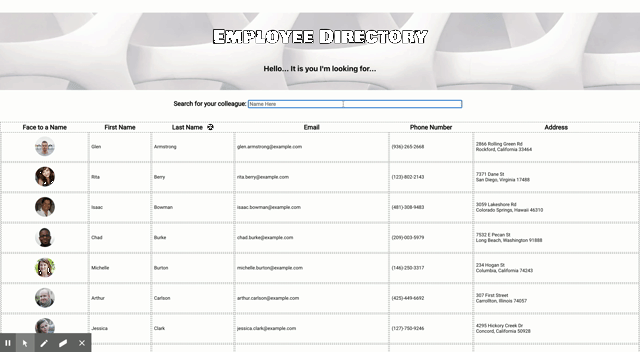 Employee Directory
Hello... It is you I'm looking for...
Search for your colleague: Name Here
Face to a Name First Name Last Name Email Phone Number Address
Glen Armstrong glen.armstrong@example.com (936)-265-2668 2866 Rolling Green Rd
Rockford, California 33464
Rita Berry rita.berry@example.com (123)-802-2143 7371 Dane St
San Diego, Virginia 17488
Isaac Bowman isaac.bowman@example.com (481)-308-9483 3059 Lakeshore Rd
Colorado Springs, Hawaii 46310
Chad Burke chad.burke@example.com (209)-003-5979 7532 E Pecan St
Long Beach, Washington 91888
Michelle Burton michelle.burton@example.com (146)-250-3317 234 Hogan St
Columbia, California 74243
Arthur Carlson arthur.carlson@example.com (425)-449-6692 307 First Street
Carrollton, Illinois 74057
Jessica Clark jessica.clark@example.com (127)-750-9246 4295 Hickory Creek Dr
Concord, California 50928